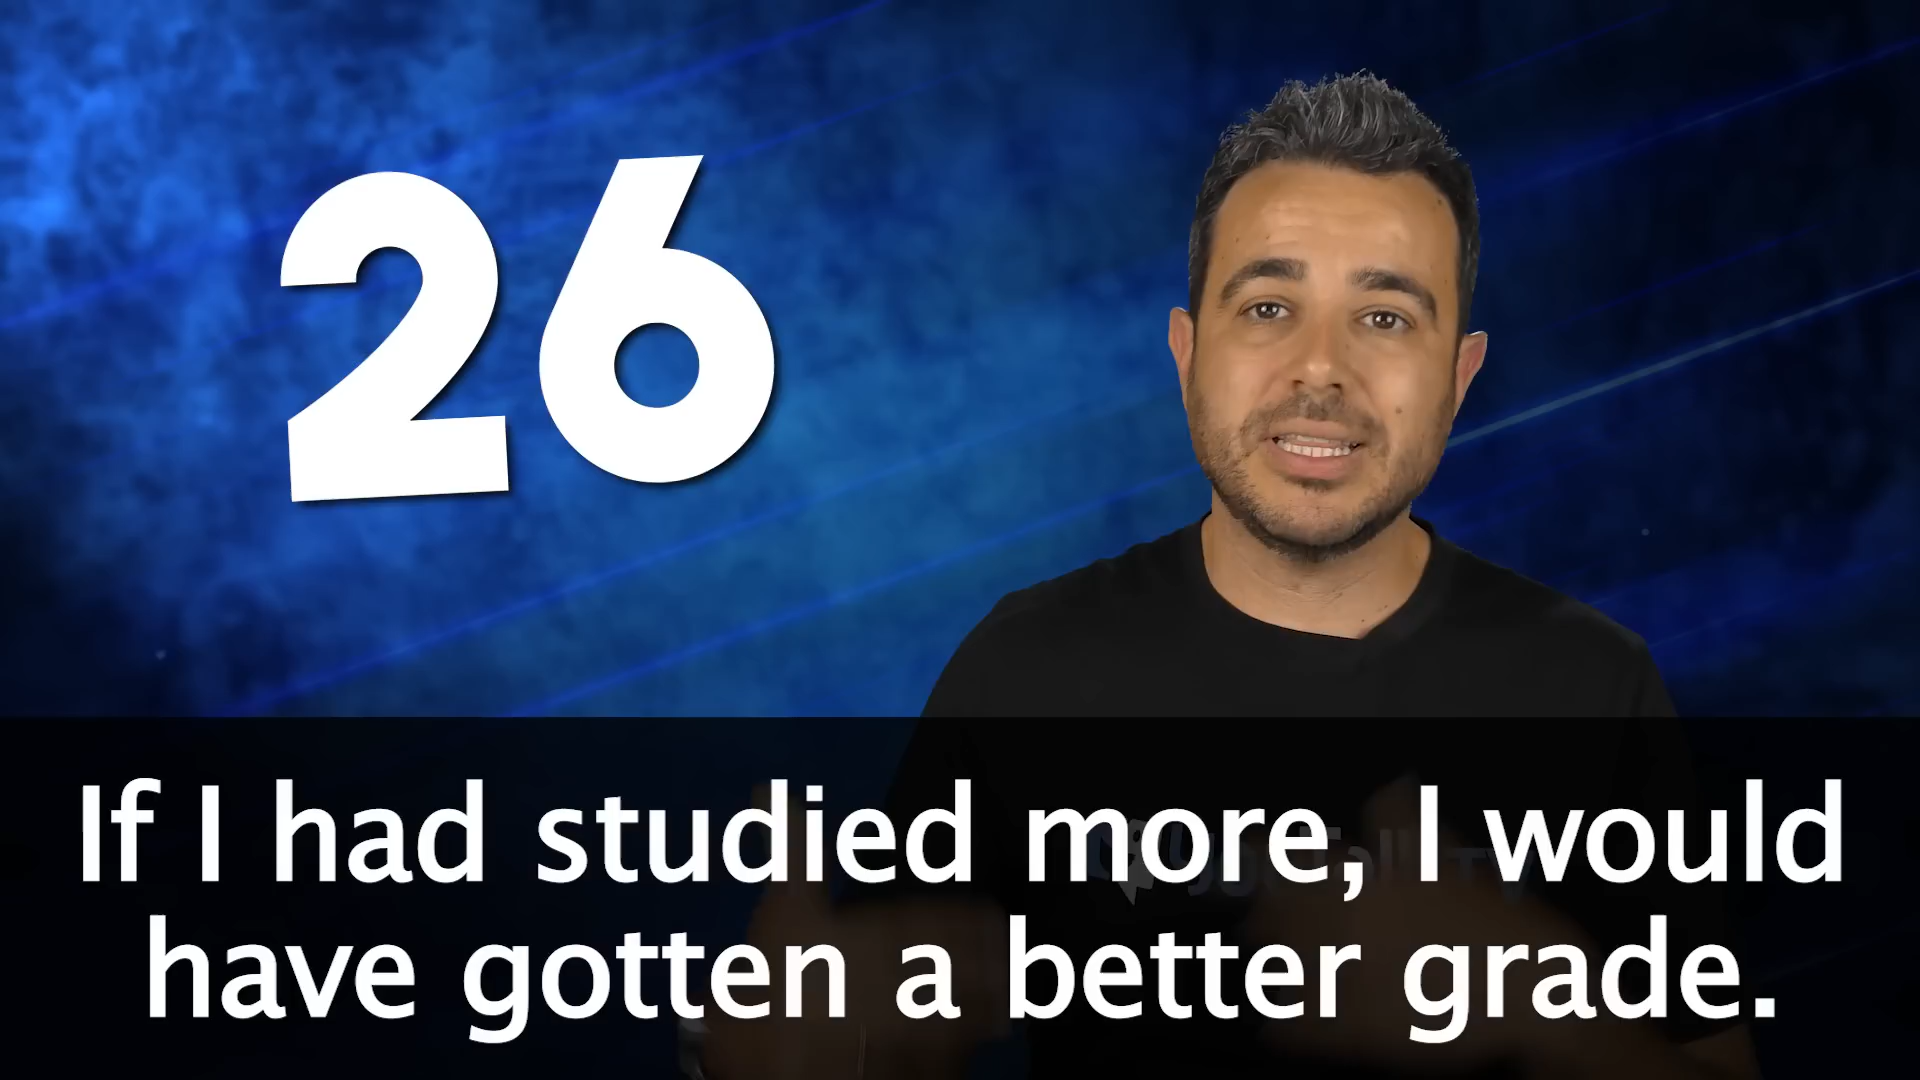 26
If I had studied more, I would
have gotten a better grade.